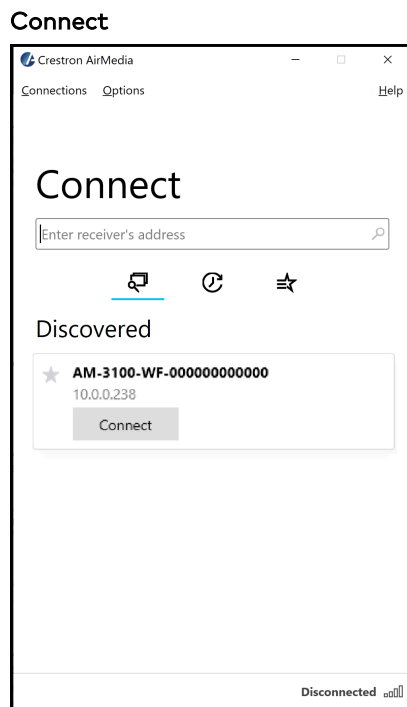 Connect
Crestron AirMedia
Connections Options Help
Connect
Enter receiver's address
Discovered
AM-3100-WF-000000000000
10.0.0.238
Connect
Disconnected